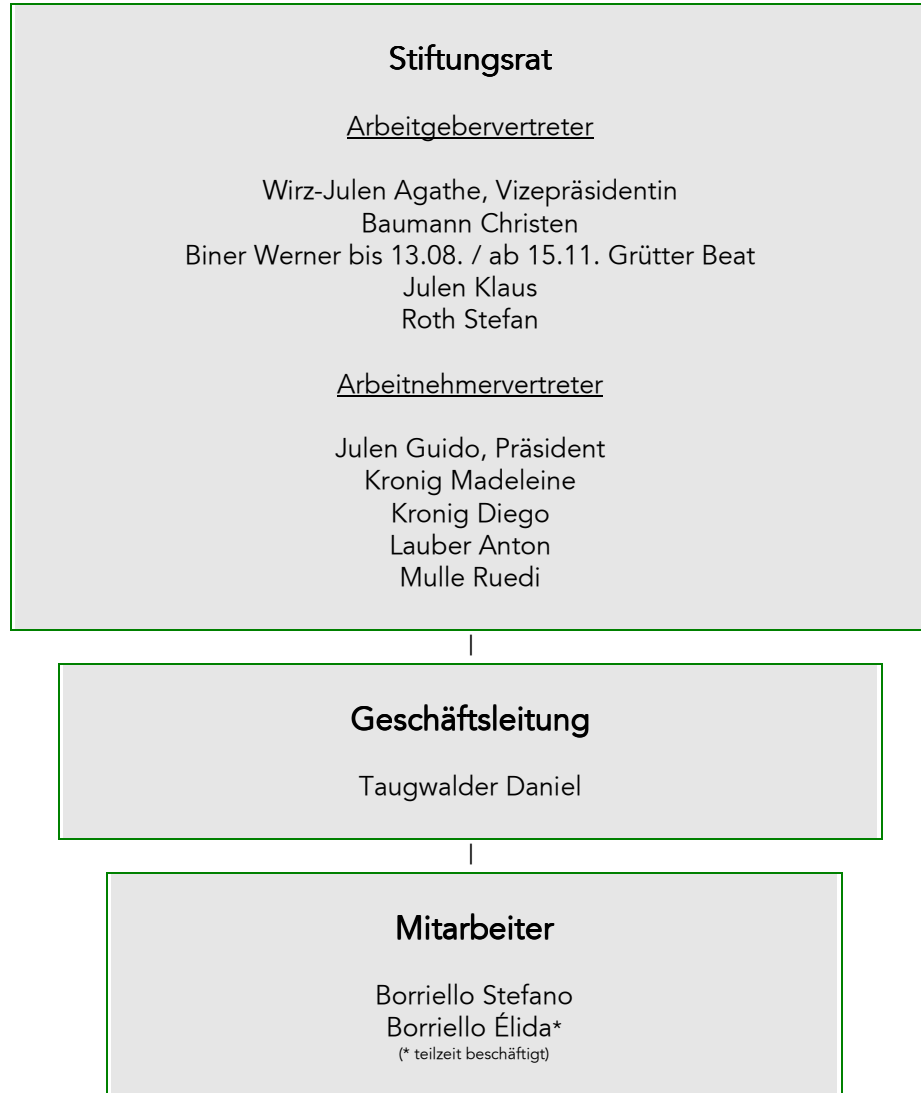 Stiftungsrat
Arbeitgebervertreter
Wirz-Julen Agathe, Vizepräsidentin
Baumann Christen
Biner Werner bis 13.08. / ab 15.11. Grütter Beat
Julen Klaus
Roth Stefan
Arbeitnehmervertreter
Julen Guido, Präsident
Kronig Madeleine
Kronig Diego
Lauber Anton
Mulle Ruedi
Geschäftsleitung
Taugwalder Daniel
Mitarbeiter
Borriello Stefano
Borriello Élida*
(* teilzeit beschäftigt)